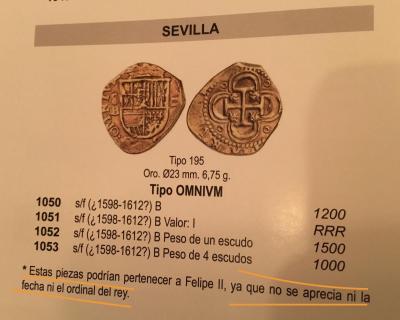 SEVILLA
Tipo 195
Oro. Ø23 mm. 6,75 g.
Tipo OMNIVM
1050 s/f (¿1598-1612?) B 1200
1051 s/f (¿1598-1612?) B Valor: I RRR
1052 s/f (¿1598-1612?) B Peso de un escudo 1500
1053 s/f (¿1598-1612?) B Peso de 4 escudos 1000
* Estas piezas podrían pertenecer a Felipe II, ya que no se aprecia ni la
fecha ni el ordinal del rey.